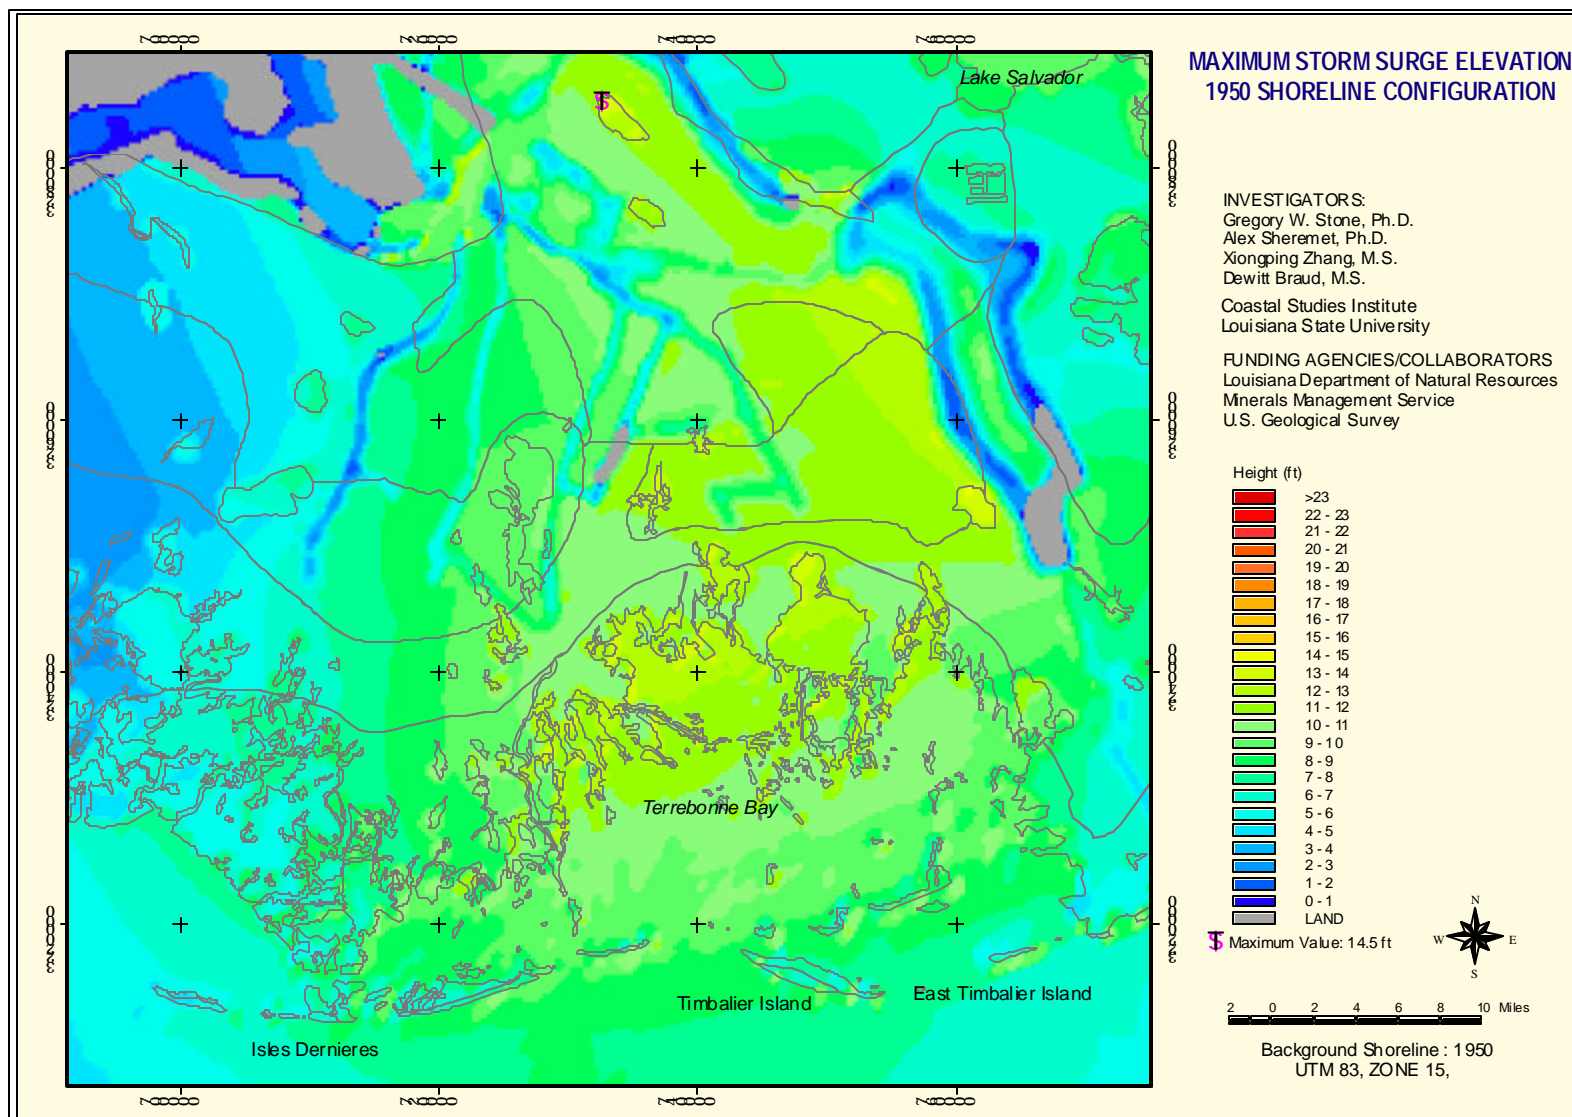 MAXIMUM STORM SURGE ELEVATION
1950 SHORELINE CONFIGURATION
Lake Salvador
INVESTIGATORS:
Gregory W. Stone, Ph.D.
Alex Sheremet, Ph.D.
Xiongping Zhang, M.S.
Dewitt Braud, M.S.
Coastal Studies Institute
Louisiana State University
FUNDING AGENCIES/COLLABORATORS
Louisiana Department of Natural Resources
Minerals Management Service
U.S. Geological Survey
Height (ft)
>23
22 - 23
21 - 22
20 - 21
19 - 20
18 - 19
17 - 18
16 - 17
15 - 16
14 - 15
13 - 14
12 - 13
11 - 12
10 - 11
9 - 10
8 - 9
7 - 8
6 - 7
5 - 6
4 - 5
3 - 4
2 - 3
1 - 2
0 - 1
LAND
Maximum Value: 14.5 ft
N
W E
S
2 0 2 4 6 8 10 Miles
Background Shoreline : 1950
UTM 83, ZONE 15,
Terrebonne Bay
Timbalier Island
East Timbalier Island
Isles Dernieres